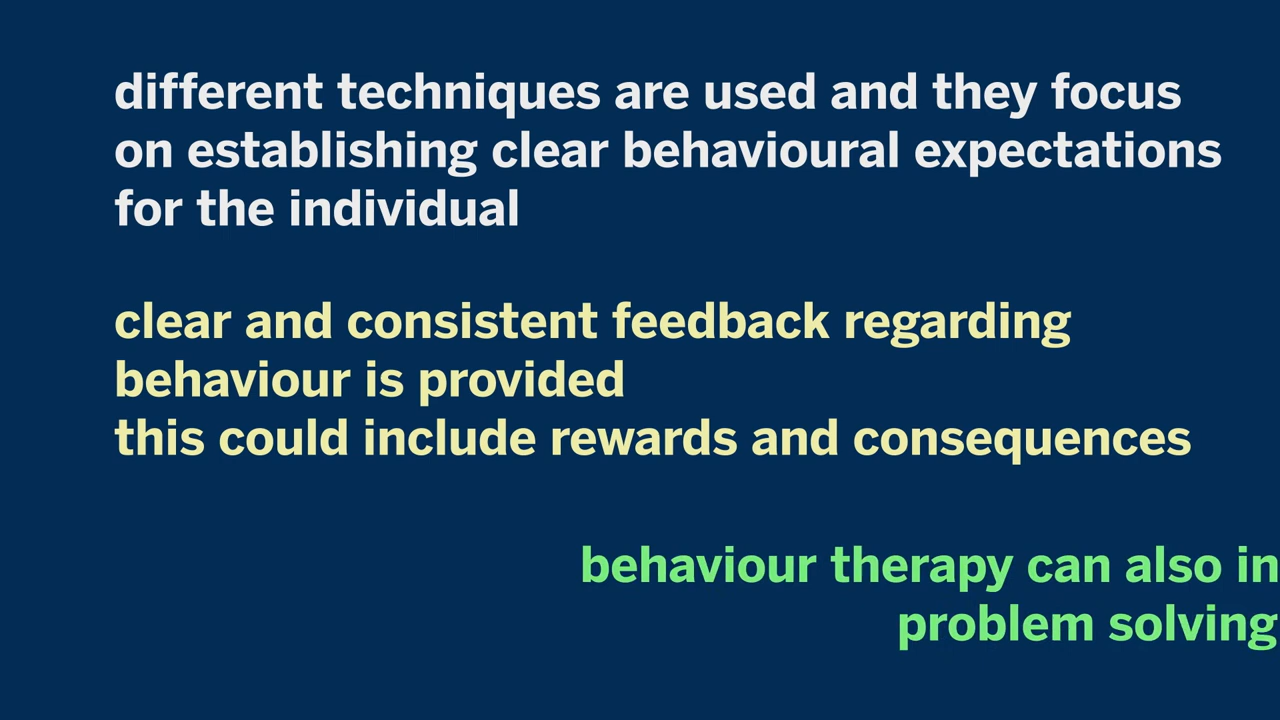 different techniques are used and they focus
on establishing clear behavioural expectations
for the individual
clear and consistent feedback regarding
behaviour is provided
this could include rewards and consequences
behaviour therapy can also in
problem solving